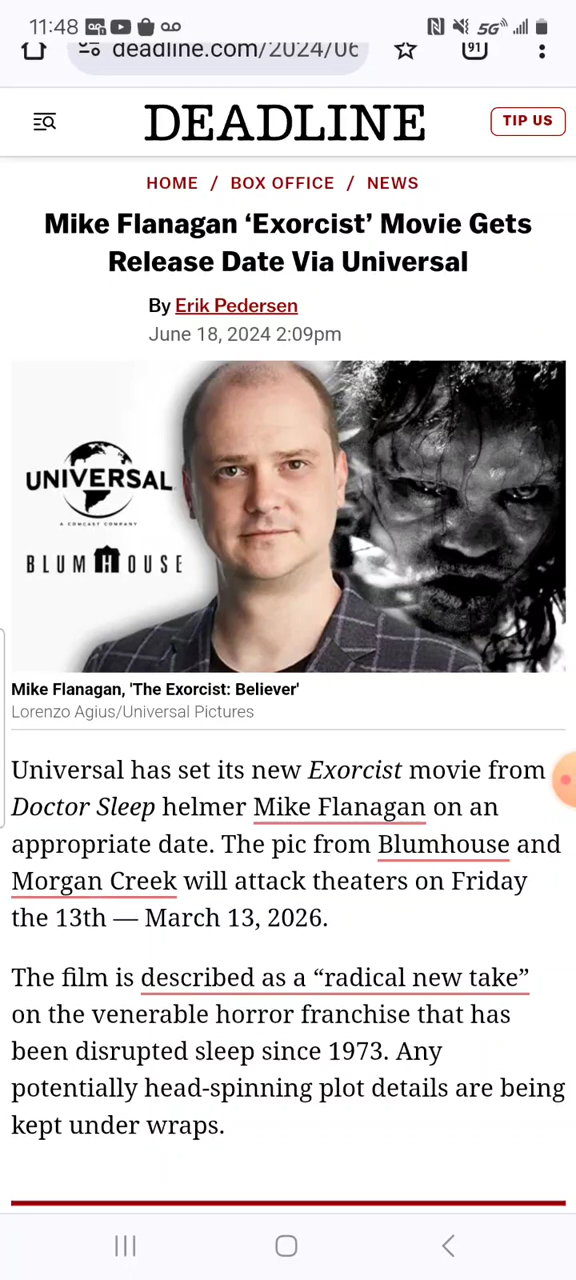 11:48
5G
deadline.com/2024/06
91
DEADLINE
TIP US
HOME / BOX OFFICE / NEWS
Mike Flanagan ‘Exorcist’ Movie Gets
Release Date Via Universal
By Erik Pedersen
June 18, 2024 2:09pm
UNIVERSAL
A COMCAST COMPANY
BLUMHOUSE
Mike Flanagan, 'The Exorcist: Believer'
Lorenzo Agius/Universal Pictures
Universal has set its new Exorcist movie from
Doctor Sleep helmer Mike Flanagan on an
appropriate date. The pic from Blumhouse and
Morgan Creek will attack theaters on Friday
the 13th — March 13, 2026.
The film is described as a “radical new take”
on the venerable horror franchise that has
been disrupted sleep since 1973. Any
potentially head-spinning plot details are being
kept under wraps.